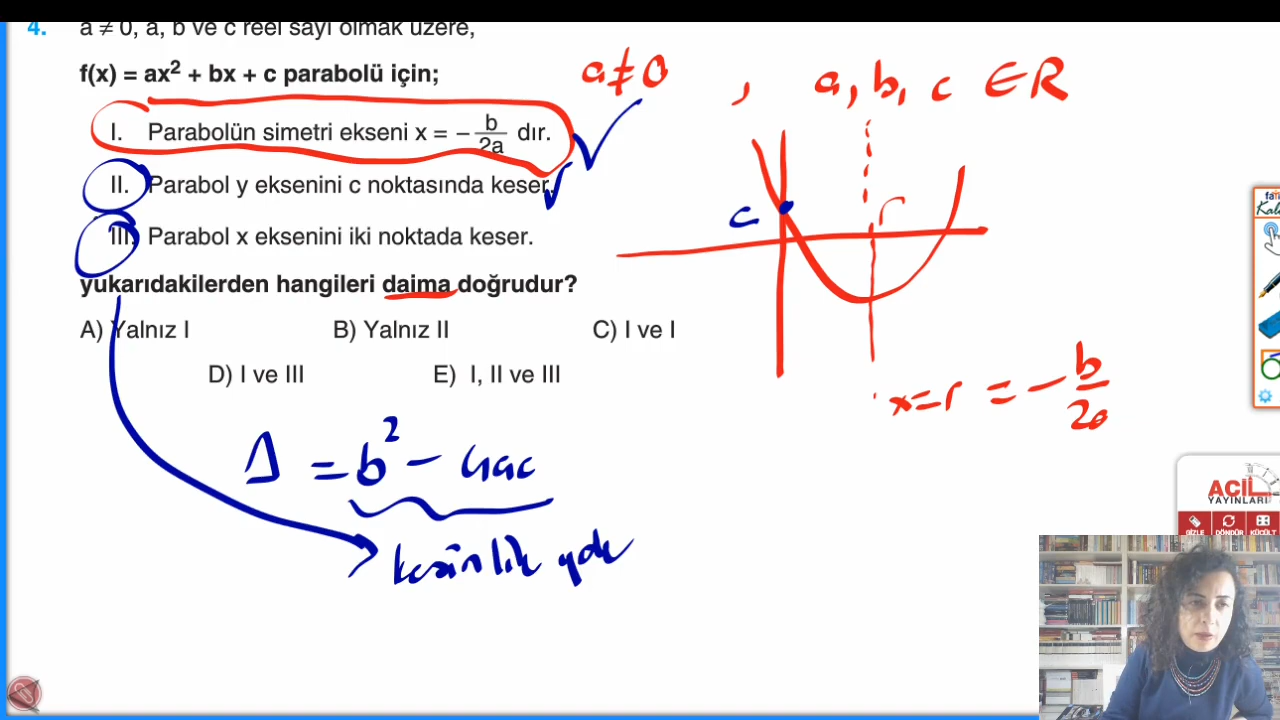 4. a ≠ 0, a, b ve c reel sayı olmak üzere,
f(x) = ax² + bx + c parabolü için;
a≠0 , a, b, c ∈ R
I. Parabolün simetri ekseni x = − b/2a dır.
II. Parabol y eksenini c noktasında keser.
c r
III. Parabol x eksenini iki noktada keser.
yukarıdakilerden hangileri daima doğrudur?
A) Yalnız I B) Yalnız II C) I ve I
D) I ve III E) I, II ve III
x=r = − b/2a
Δ = b² − 4ac
kesinlik yok
ACİL
YAYINLARI
GİZLE DÖNDÜR KÜÇÜLT